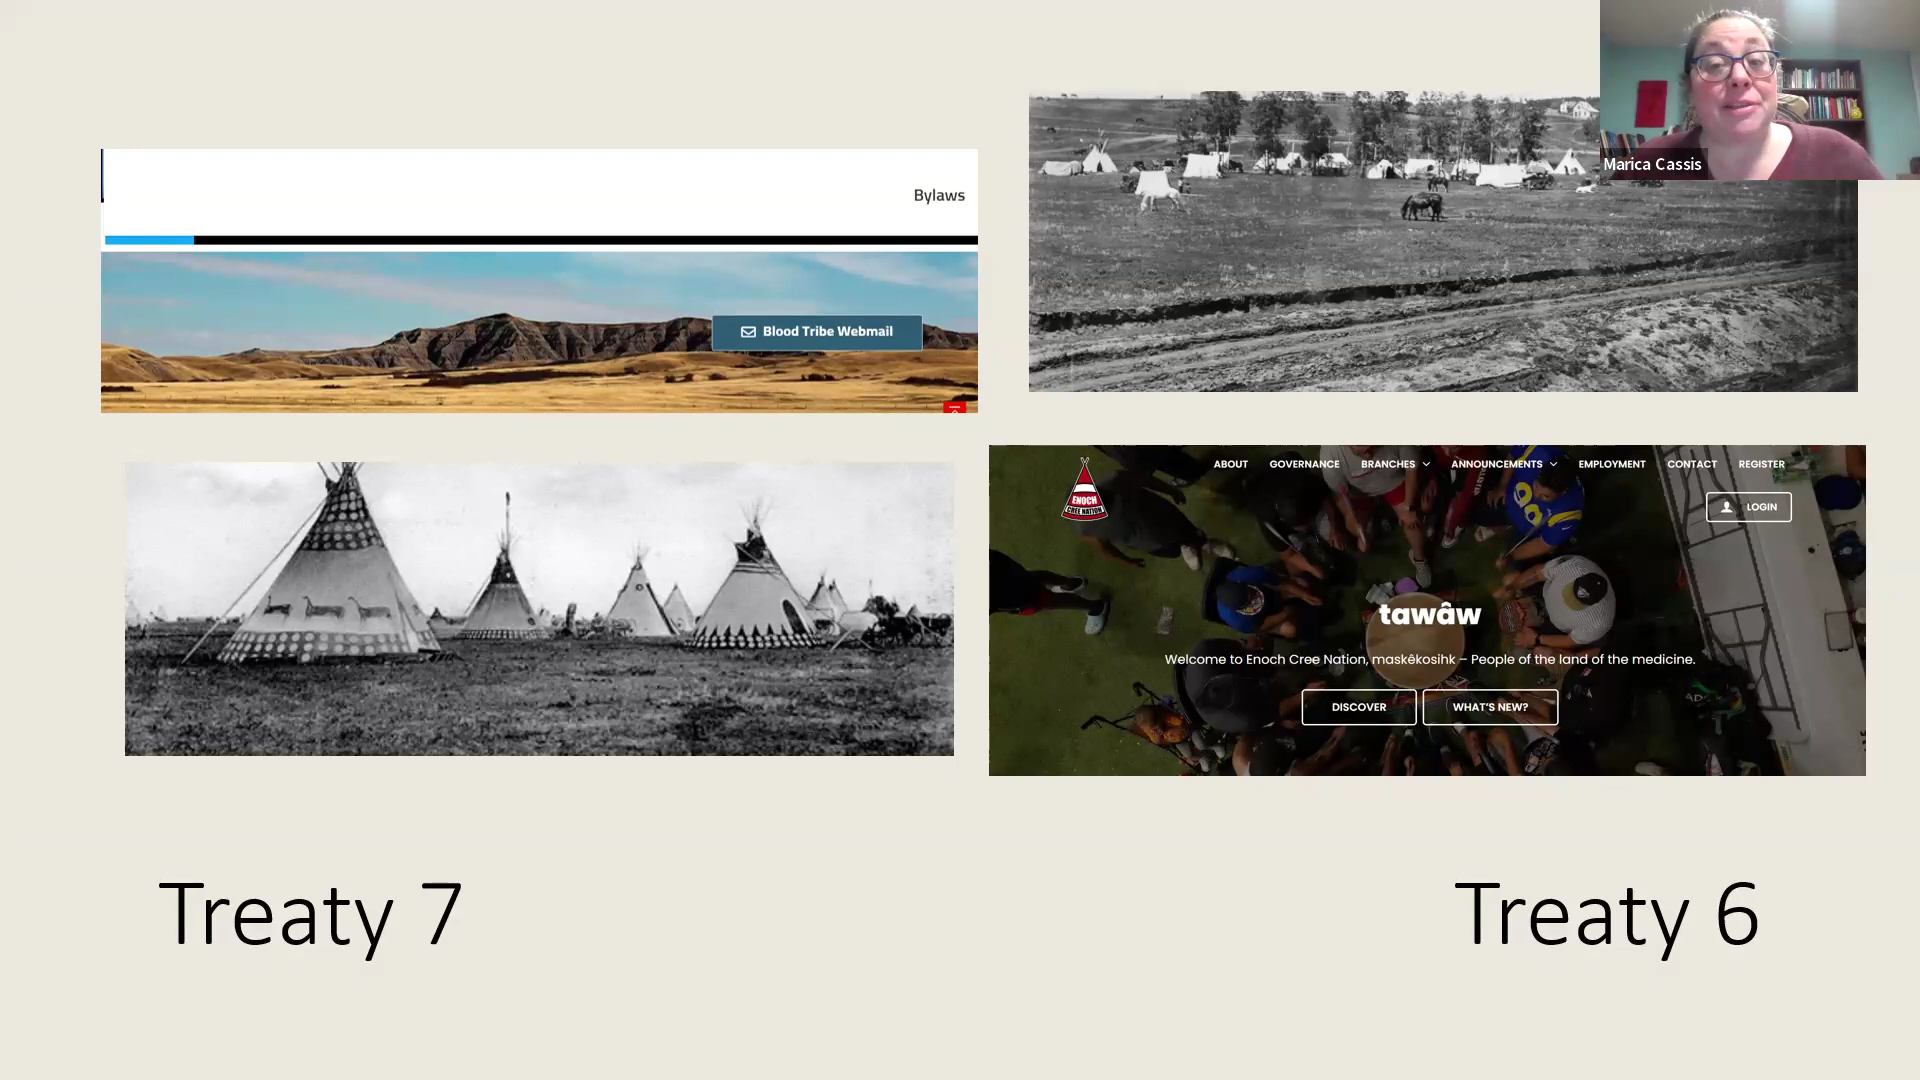 Marica Cassis
Bylaws
Blood Tribe Webmail
ABOUT GOVERNANCE BRANCHES ANNOUNCEMENTS EMPLOYMENT CONTACT REGISTER
ENOCH
CREE NATION
LOGIN
tawâw
Welcome to Enoch Cree Nation, maskêkosihk – People of the land of the medicine.
DISCOVER WHAT'S NEW?
Treaty 7
Treaty 6